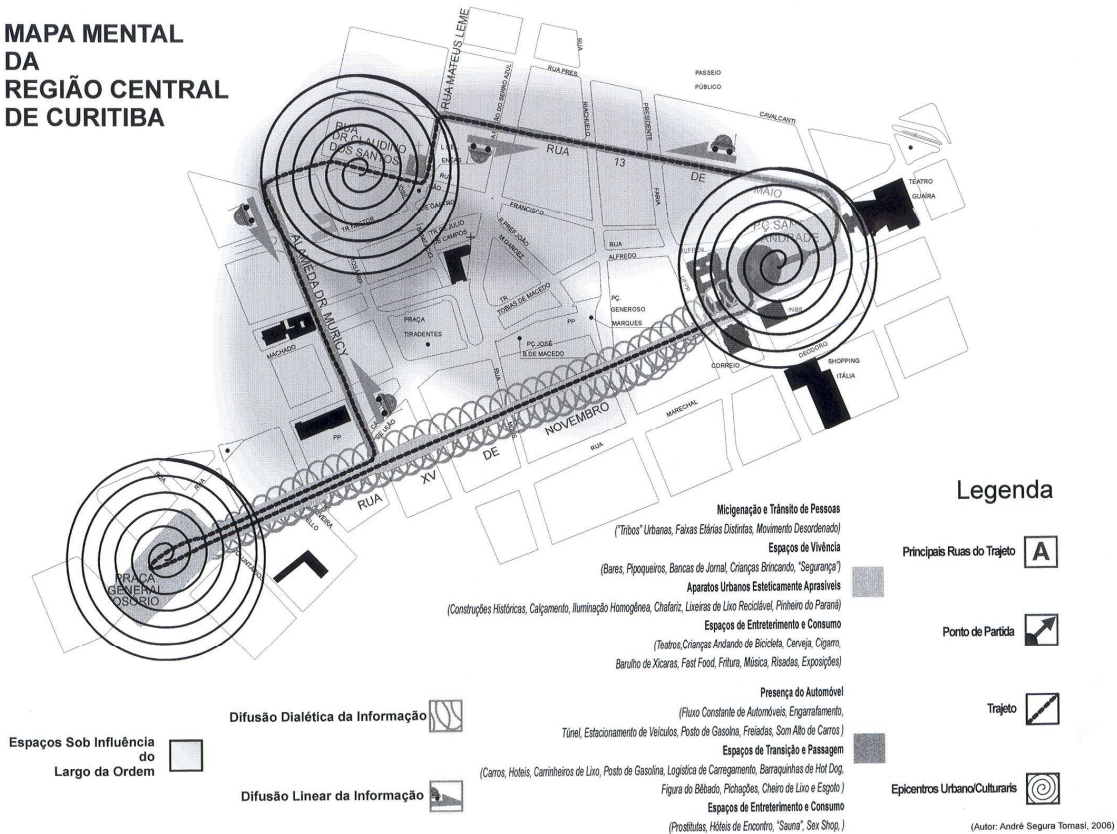 MAPA MENTAL
DA
REGIÃO CENTRAL
DE CURITIBA
RUA MATEUS LEME
RUA
RUA PRES.
PASSEIO
PÚBLICO
CAVALCANTI
RIACHUELO
PRESIDENTE
FARIA
RUA
13
DE
MAIO
TEATRO
GUAÍRA
RUA
DR.CLAUDINO
DOS SANTOS
FRANCISCO
R.PREF.JOÃO
M.GARCEZ
RUA
ALFREDO
TR.
TOBIAS DE MACEDO
PÇ.
GENEROSO
MARQUES
PP
PRAÇA
TIRADENTES
PÇ.JOSÉ
B.DE MACEDO
ALAMEDA DR. MURICY
MACHADO
PP
CORREIO
DEODORO
SHOPPING
ITÁLIA
MARECHAL
RUA
RUA
RUA
XV
DE
NOVEMBRO
RUA
RUA
PRAÇA
GENERAL
OSÓRIO
Legenda
Micigenação e Trânsito de Pessoas
("Tribos" Urbanas, Faixas Etárias Distintas, Movimento Desordenado)
Espaços de Vivência
(Bares, Pipoqueiros, Bancas de Jornal, Crianças Brincando, "Segurança")
Aparatos Urbanos Esteticamente Aprasíveis
(Construções Históricas, Calçamento, Iluminação Homogênea, Chafariz, Lixeiras de Lixo Reciclável, Pinheiro do Paraná)
Espaços de Entreterimento e Consumo
(Teatros,Crianças Andando de Bicicleta, Cerveja, Cigarro,
Barulho de Xicaras, Fast Food, Fritura, Música, Risadas, Exposições)
Presença do Automóvel
(Fluxo Constante de Automóveis, Engarrafamento,
Túnel, Estacionamento de Veículos, Posto de Gasolna, Freiadas, Som Alto de Carros )
Espaços de Transição e Passagem
(Carros, Hoteis, Carrinheiros de Lixo, Posto de Gasolina, Logistica de Carregamento, Barraquinhas de Hot Dog,
Figura do Bêbado, Pichações, Cheiro de Lixo e Esgoto )
Espaços de Entreterimento e Consumo
(Prostitutas, Hóteis de Encontro, "Sauna", Sex Shop, )
Principais Ruas do Trajeto
A
Ponto de Partida
Trajeto
Epicentros Urbano/Culturaris
Difusão Dialética da Informação
Espaços Sob Influência
do
Largo da Ordem
Difusão Linear da Informação
(Autor: André Segura Tomasi, 2006)